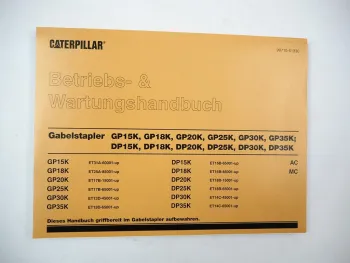 CATERPILLAR
Betriebs- &
Wartungshandbuch
Gabelstapler GP15K, GP18K, GP20K, GP25K, GP30K, GP35K;
DP15K, DP18K, DP20K, DP25K, DP30K, DP35K
GP15K DP15K AC
GP18K DP18K MC
GP20K DP20K
GP25K DP25K
GP30K DP30K
GP35K DP35K
Dieses Handbuch griffbereit im Gabelstapler aufbewahren.